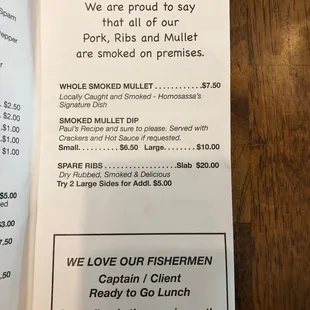 Spam
Pepper
$2.50
$2.00
$1.00
$1.00
$1.00
$5.00
$3.00
7.50
.50
We are proud to say
that all of our
Pork, Ribs and Mullet
are smoked on premises.
WHOLE SMOKED MULLET ............$7.50
Locally Caught and Smoked - Homosassa's
Signature Dish
SMOKED MULLET DIP
Paul's Recipe and sure to please. Served with
Crackers and Hot Sauce if requested.
Small.......... $6.50 Large........ $10.00
SPARE RIBS ..................Slab $20.00
Dry Rubbed, Smoked & Delicious
Try 2 Large Sides for Addl. $5.00
WE LOVE OUR FISHERMEN
Captain / Client
Ready to Go Lunch